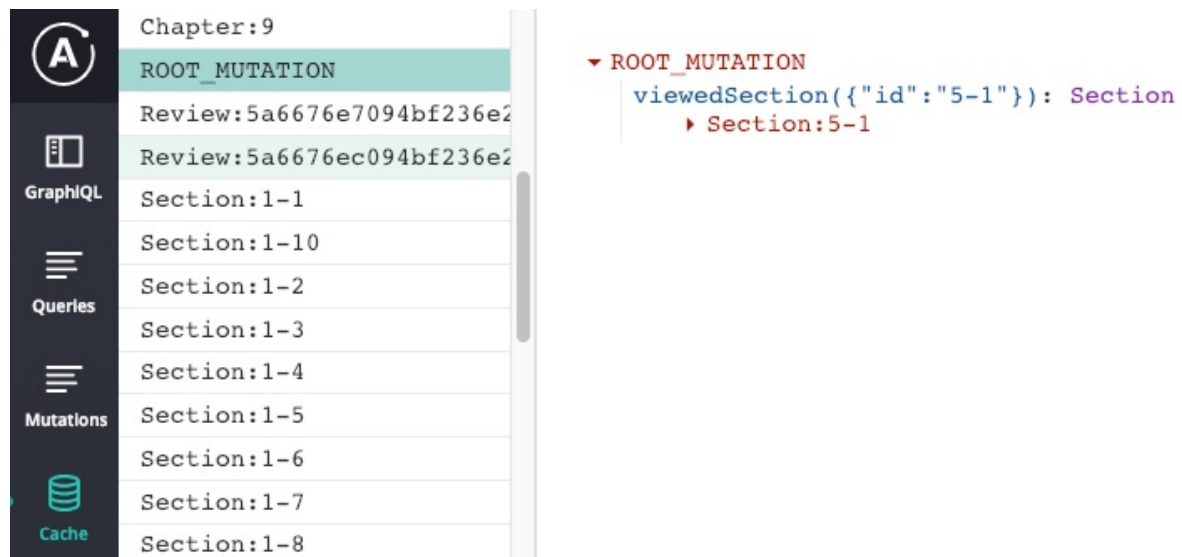 A
GraphiQL
Queries
Mutations
Cache
Chapter:9
ROOT_MUTATION
Review:5a6676e7094bf236e2
Review:5a6676ec094bf236e2
Section:1-1
Section:1-10
Section:1-2
Section:1-3
Section:1-4
Section:1-5
Section:1-6
Section:1-7
Section:1-8
ROOT_MUTATION
viewedSection({"id":"5-1"}): Section
Section:5-1